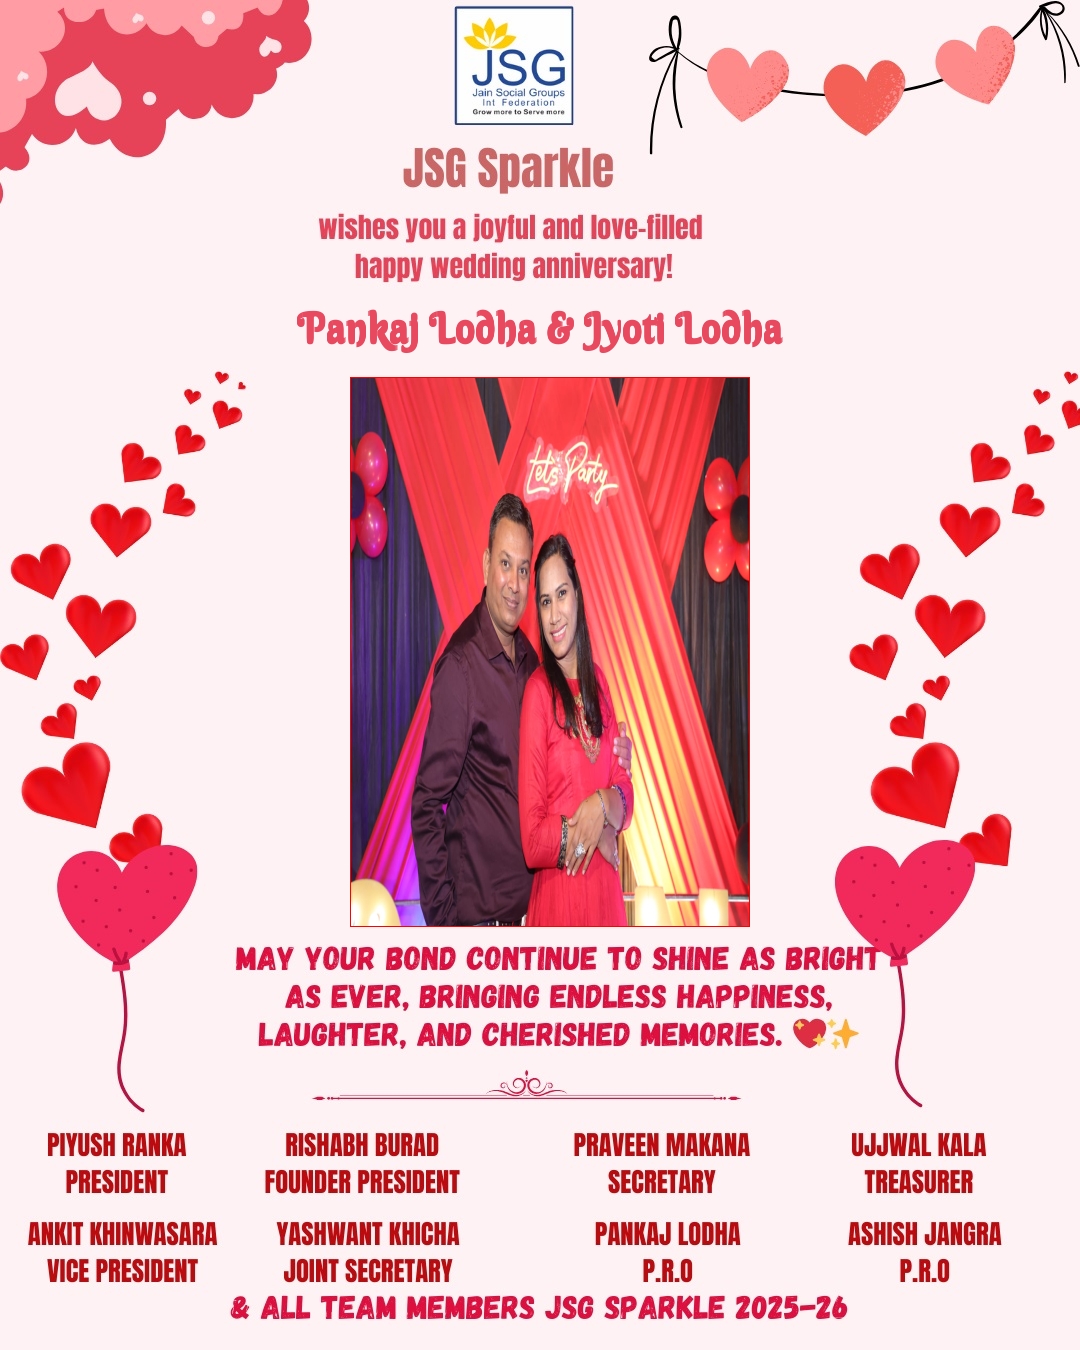 JSG
Jain Social Groups
Int Federation
Grow more to Serve more
JSG Sparkle
wishes you a joyful and love-filled
happy wedding anniversary!
Pankaj Lodha & Jyoti Lodha
Let's Party
MAY YOUR BOND CONTINUE TO SHINE AS BRIGHT
AS EVER, BRINGING ENDLESS HAPPINESS,
LAUGHTER, AND CHERISHED MEMORIES. 💖✨
PIYUSH RANKA
PRESIDENT
RISHABH BURAD
FOUNDER PRESIDENT
PRAVEEN MAKANA
SECRETARY
UJJWAL KALA
TREASURER
ANKIT KHINWASARA
VICE PRESIDENT
YASHWANT KHICHA
JOINT SECRETARY
PANKAJ LODHA
P.R.O
ASHISH JANGRA
P.R.O
& ALL TEAM MEMBERS JSG SPARKLE 2025-26